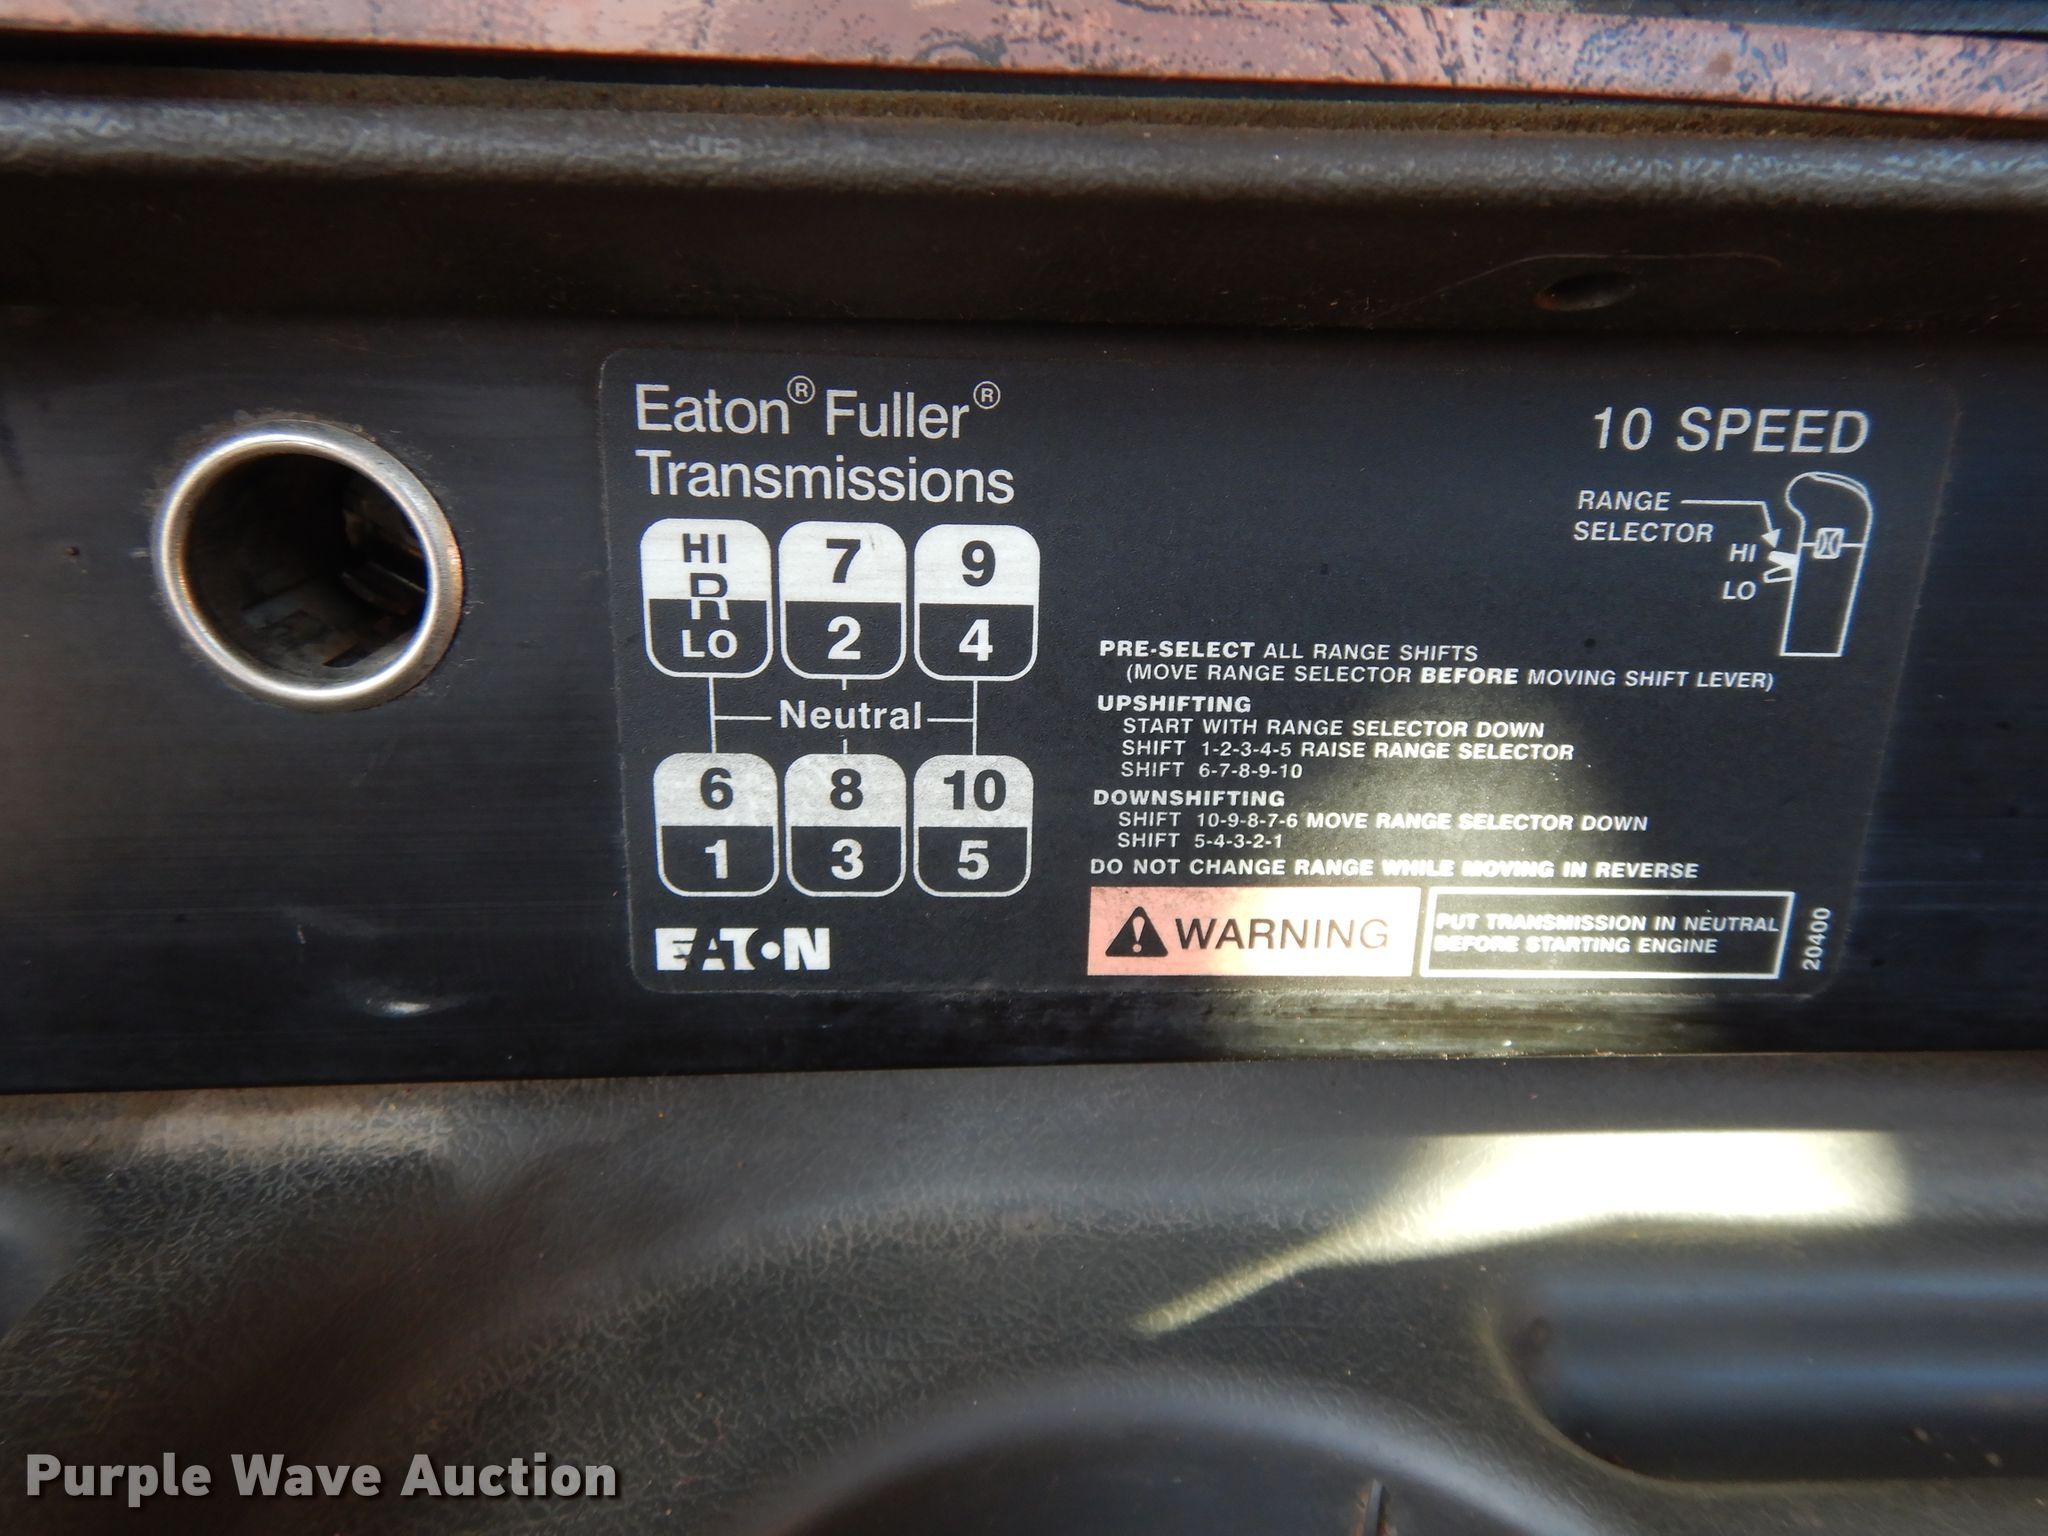 Eaton® Fuller®
Transmissions
10 SPEED
RANGE
SELECTOR
HI
LO
HI 7 9
R
LO 2 4
Neutral
6 8 10
1 3 5
EATON
PRE-SELECT ALL RANGE SHIFTS
(MOVE RANGE SELECTOR BEFORE MOVING SHIFT LEVER)
UPSHIFTING
START WITH RANGE SELECTOR DOWN
SHIFT 1-2-3-4-5 RAISE RANGE SELECTOR
SHIFT 6-7-8-9-10
DOWNSHIFTING
SHIFT 10-9-8-7-6 MOVE RANGE SELECTOR DOWN
SHIFT 5-4-3-2-1
DO NOT CHANGE RANGE WHILE MOVING IN REVERSE
WARNING
PUT TRANSMISSION IN NEUTRAL
BEFORE STARTING ENGINE
20400
Purple Wave Auction